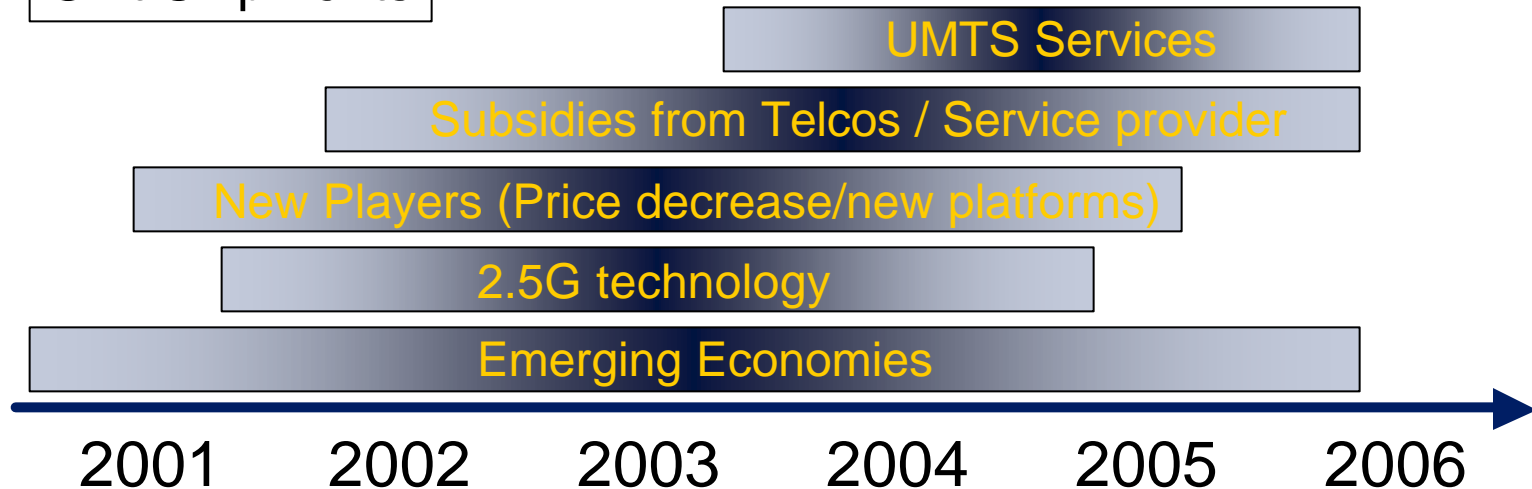 UMTS Services
Subsidies from Telcos / Service provider
New Players (Price decrease/new platforms)
2.5G technology
Emerging Economies
2001 2002 2003 2004 2005 2006